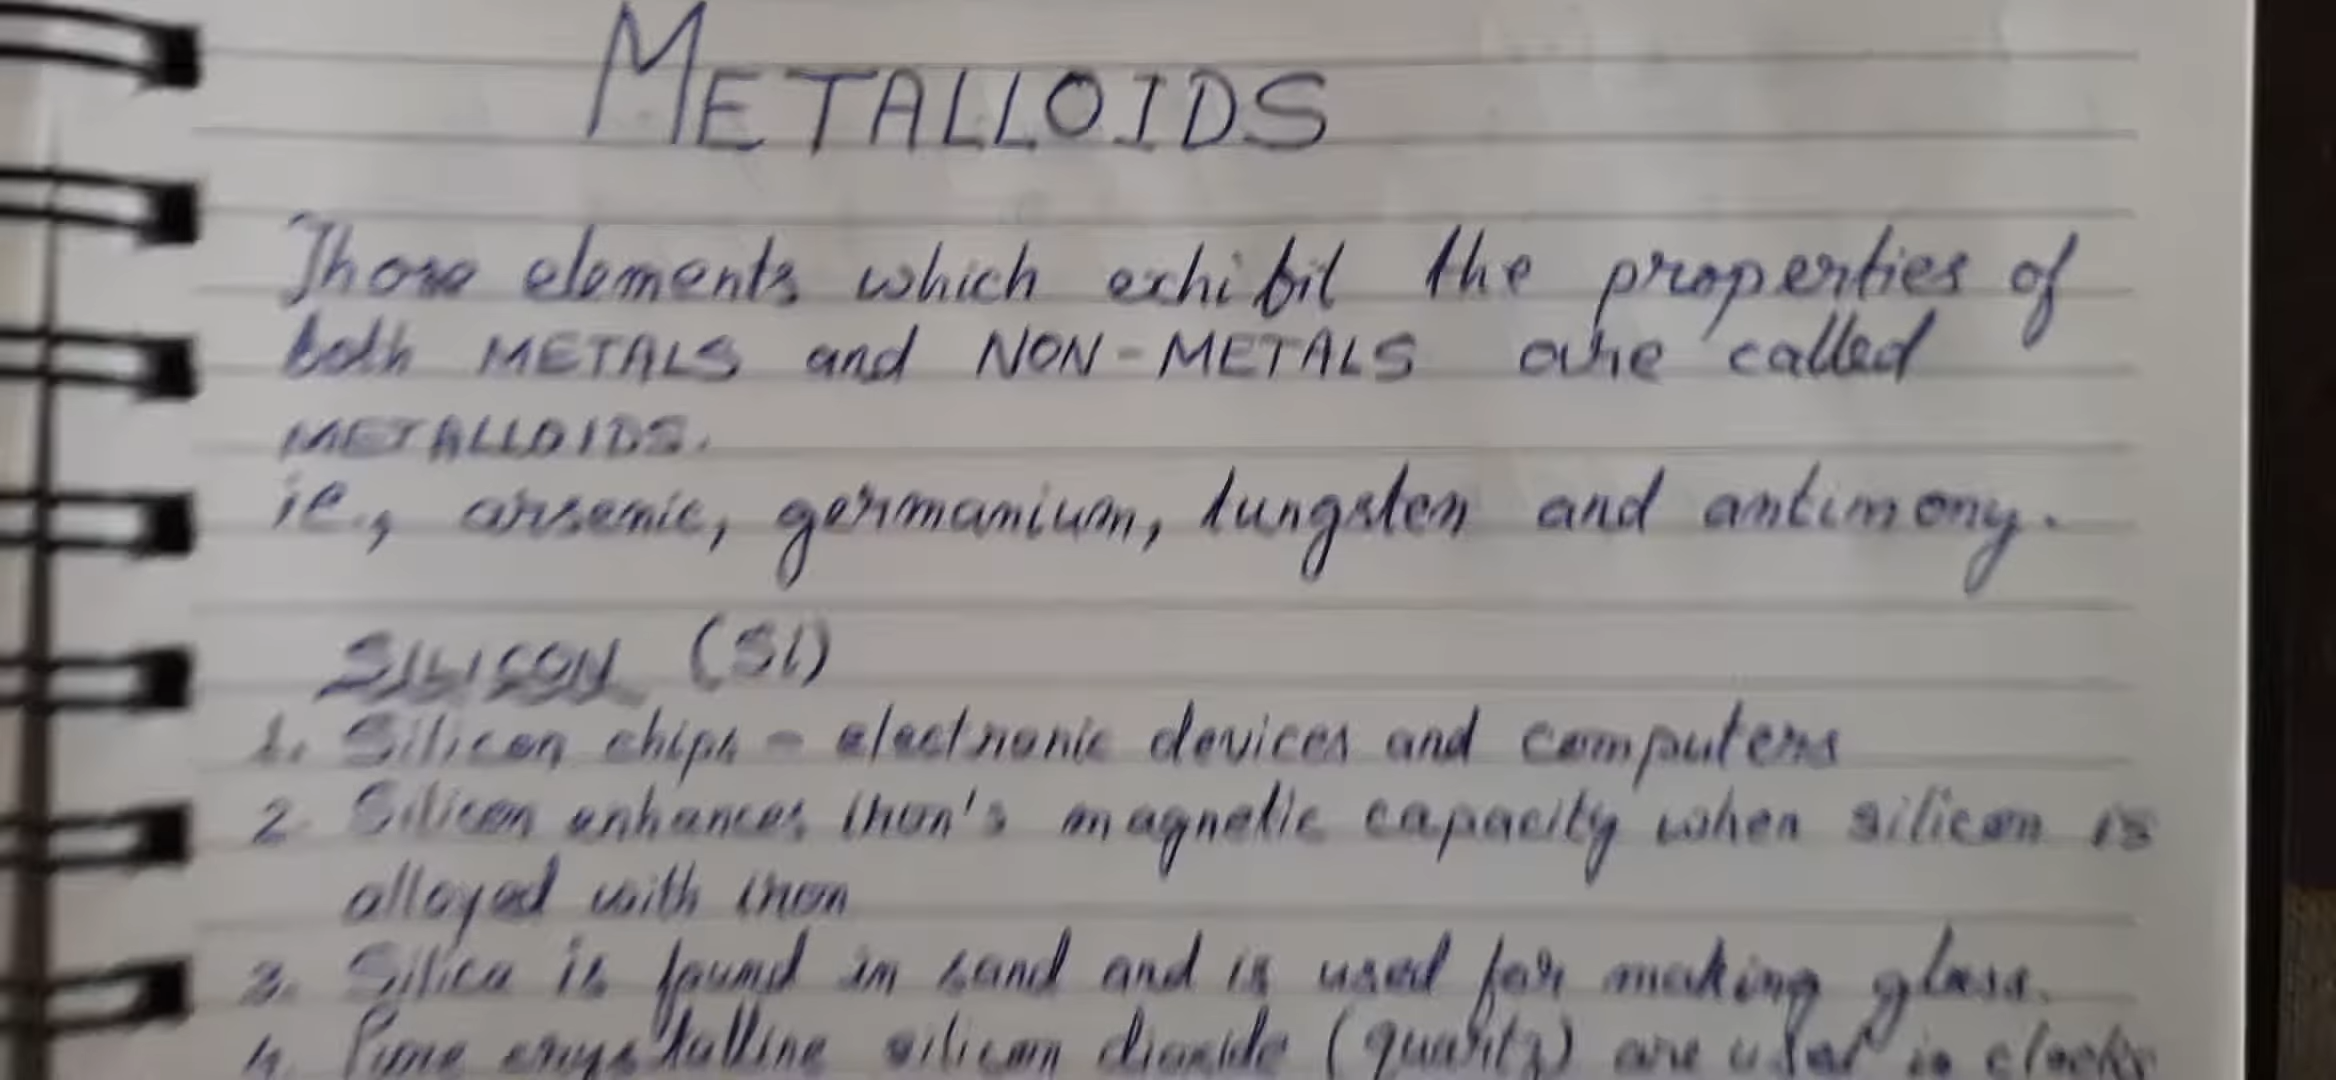 METALLOIDS
Those elements which exhibit the properties of
both METALS and NON-METALS are called
METALLOIDS.
ie., arsenic, germanium, tungsten and antimony.
SILICON (Si)
1. Silicon chips - electronic devices and computers
2. Silicon enhances iron's magnetic capacity when silicon is
alloyed with iron
3. Silica is found in sand and is used for making glass.
4. Pure crystalline silicon dioxide (quartz) are used in clocks